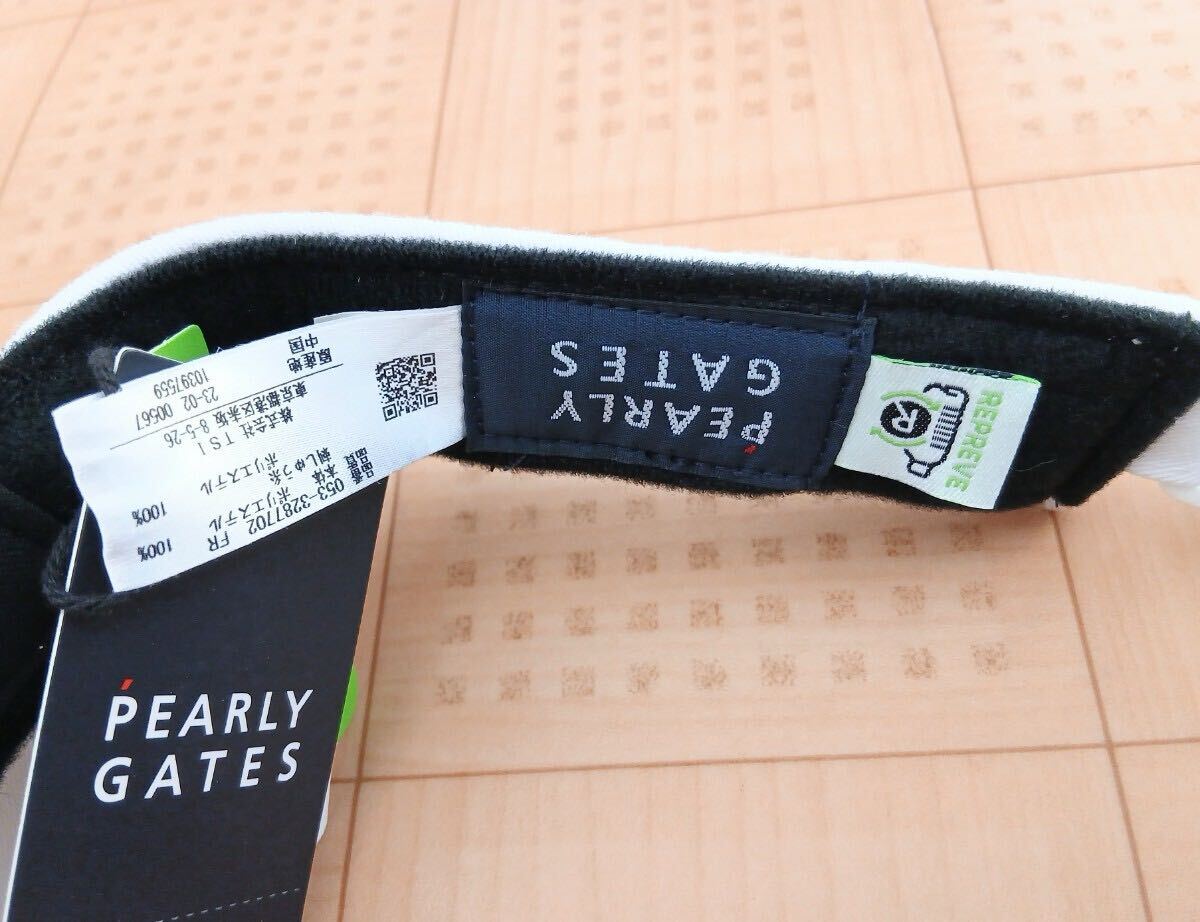 品番 053-3287702 FR
品質 本体 ポリエステル 100%
刺しゅう糸 ポリエステル 100%
株式会社 TSI
東京都港区赤坂 8-5-26
23-02 00567
10397559
原産地
中国
PEARLY
GATES
REPREVE
R
PEARLY
GATES